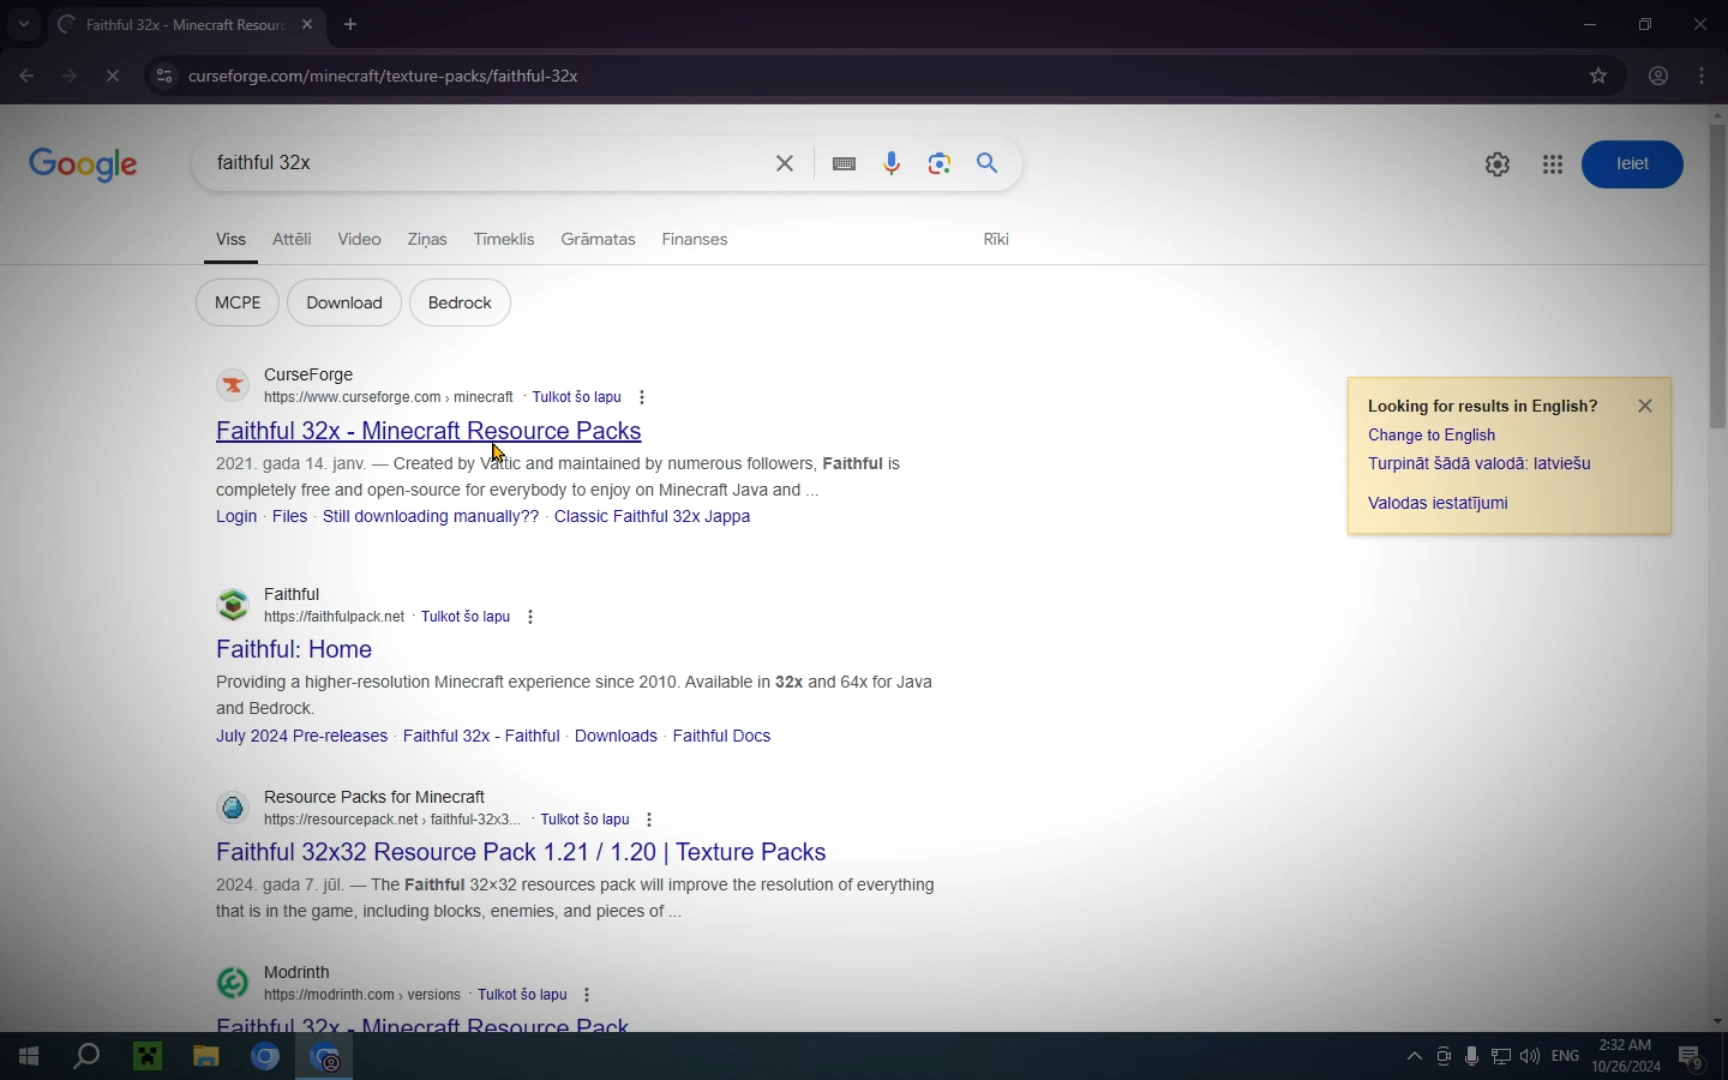 Faithful 32x - Minecraft Resourc
curseforge.com/minecraft/texture-packs/faithful-32x
Google
faithful 32x
Ieiet
Viss
Attēli
Video
Ziņas
Tīmeklis
Grāmatas
Finanses
Rīki
MCPE
Download
Bedrock
CurseForge
https://www.curseforge.com › minecraft · Tulkot šo lapu
Faithful 32x - Minecraft Resource Packs
2021. gada 14. janv. — Created by Vattic and maintained by numerous followers, Faithful is
completely free and open-source for everybody to enjoy on Minecraft Java and ...
Login · Files · Still downloading manually?? · Classic Faithful 32x Jappa
Looking for results in English?
Change to English
Turpināt šādā valodā: latviešu
Valodas iestatījumi
Faithful
https://faithfulpack.net · Tulkot šo lapu
Faithful: Home
Providing a higher-resolution Minecraft experience since 2010. Available in 32x and 64x for Java
and Bedrock.
July 2024 Pre-releases · Faithful 32x - Faithful · Downloads · Faithful Docs
Resource Packs for Minecraft
https://resourcepack.net › faithful-32x3... · Tulkot šo lapu
Faithful 32x32 Resource Pack 1.21 / 1.20 | Texture Packs
2024. gada 7. jūl. — The Faithful 32×32 resources pack will improve the resolution of everything
that is in the game, including blocks, enemies, and pieces of ...
Modrinth
https://modrinth.com › versions · Tulkot šo lapu
Faithful 32x - Minecraft Resource Pack
ENG
2:32 AM
10/26/2024
9